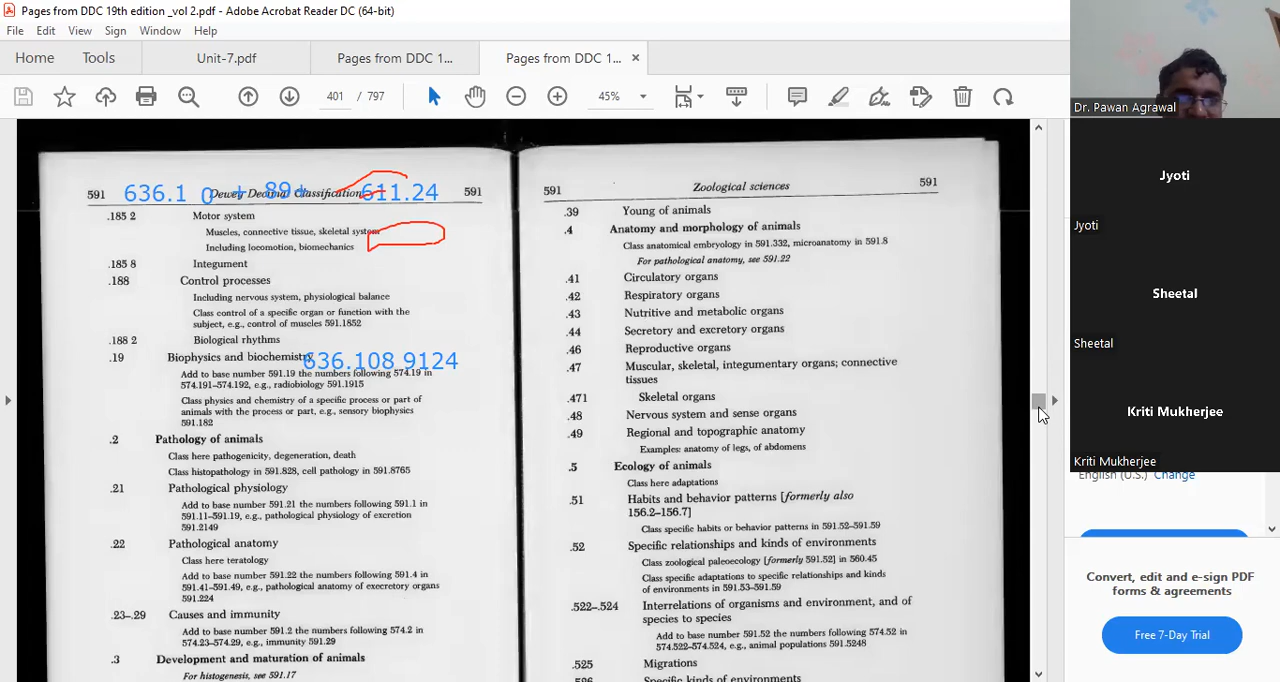 Pages from DDC 19th edition _vol 2.pdf - Adobe Acrobat Reader DC (64-bit)
File Edit View Sign Window Help
Home Tools Unit-7.pdf Pages from DDC 1... Pages from DDC 1... ×
401 / 797 45%
591 636.1 0 + 89+ 611.24 591
Dewey Decimal Classification
.185 2 Motor system
Muscles, connective tissue, skeletal system
Including locomotion, biomechanics
.185 8 Integument
.188 Control processes
Including nervous system, physiological balance
Class control of a specific organ or function with the
subject, e.g., control of muscles 591.1852
.188 2 Biological rhythms
.19 Biophysics and biochemistry
636.108 9124
Add to base number 591.19 the numbers following 574.19 in
574.191–574.192, e.g., radiobiology 591.1915
Class physics and chemistry of a specific process or part of
animals with the process or part, e.g., sensory biophysics
591.182
.2 Pathology of animals
Class here pathogenicity, degeneration, death
Class histopathology in 591.828, cell pathology in 591.8765
.21 Pathological physiology
Add to base number 591.21 the numbers following 591.1 in
591.11–591.19, e.g., pathological physiology of excretion
591.2149
.22 Pathological anatomy
Class here teratology
Add to base number 591.22 the numbers following 591.4 in
591.41–591.49, e.g., pathological anatomy of execretory organs
591.224
.23–.29 Causes and immunity
Add to base number 591.2 the numbers following 574.2 in
574.23–574.29, e.g., immunity 591.29
.3 Development and maturation of animals
For histogenesis, see 591.17
591 Zoological sciences 591
.39 Young of animals
.4 Anatomy and morphology of animals
Class anatomical embryology in 591.332, microanatomy in 591.8
For pathological anatomy, see 591.22
.41 Circulatory organs
.42 Respiratory organs
.43 Nutritive and metabolic organs
.44 Secretory and excretory organs
.46 Reproductive organs
.47 Muscular, skeletal, integumentary organs; connective
tissues
.471 Skeletal organs
.48 Nervous system and sense organs
.49 Regional and topographic anatomy
Examples: anatomy of legs, of abdomens
.5 Ecology of animals
Class here adaptations
.51 Habits and behavior patterns [formerly also
156.2–156.7]
Class specific habits or behavior patterns in 591.52–591.59
.52 Specific relationships and kinds of environments
Class zoological paleoecology [formerly 591.52] in 560.45
Class specific adaptations to specific relationships and kinds
of environments in 591.53–591.59
.522–.524 Interrelations of organisms and environment, and of
species to species
Add to base number 591.52 the numbers following 574.52 in
574.522–574.524, e.g., animal populations 591.5248
.525 Migrations
.526 Specific kinds of environments
Dr. Pawan Agrawal
Jyoti
Jyoti
Sheetal
Sheetal
Kriti Mukherjee
Kriti Mukherjee
English (U.S.) Change
Convert, edit and e-sign PDF
forms & agreements
Free 7-Day Trial